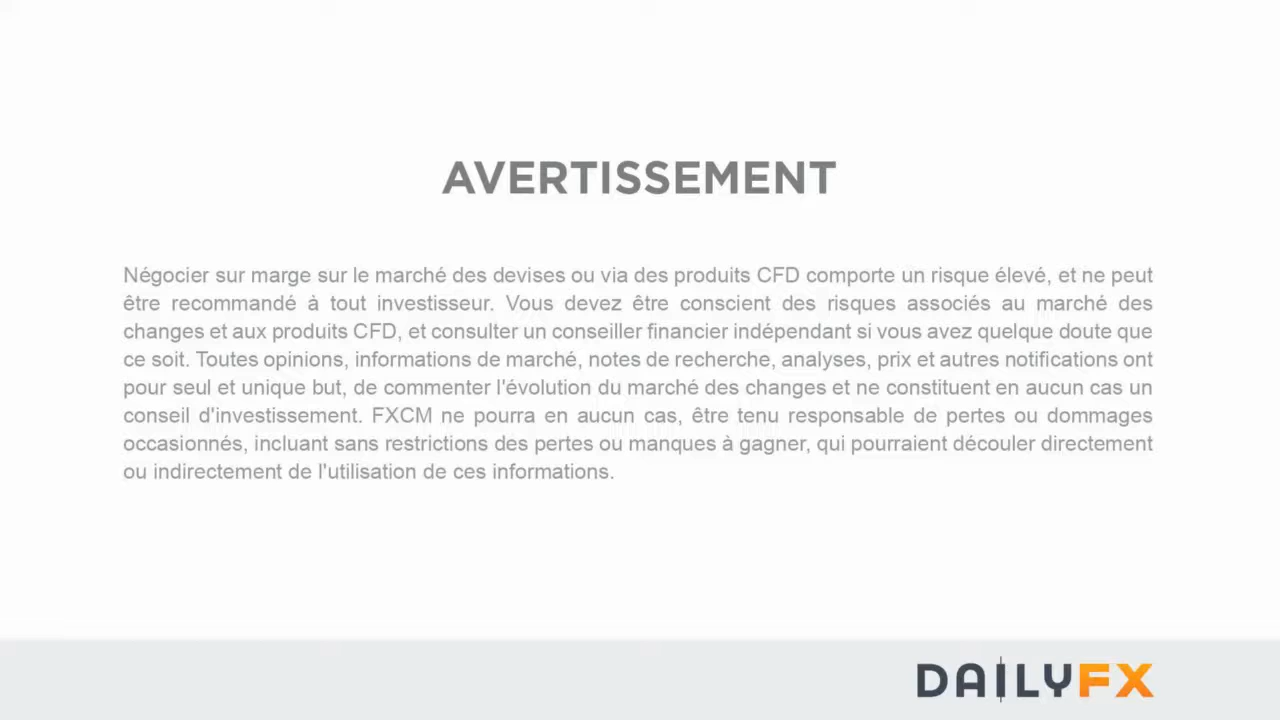 AVERTISSEMENT
Négocier sur marge sur le marché des devises ou via des produits CFD comporte un risque élevé, et ne peut
être recommandé à tout investisseur. Vous devez être conscient des risques associés au marché des
changes et aux produits CFD, et consulter un conseiller financier indépendant si vous avez quelque doute que
ce soit. Toutes opinions, informations de marché, notes de recherche, analyses, prix et autres notifications ont
pour seul et unique but, de commenter l'évolution du marché des changes et ne constituent en aucun cas un
conseil d'investissement. FXCM ne pourra en aucun cas, être tenu responsable de pertes ou dommages
occasionnés, incluant sans restrictions des pertes ou manques à gagner, qui pourraient découler directement
ou indirectement de l'utilisation de ces informations.
DAILYFX